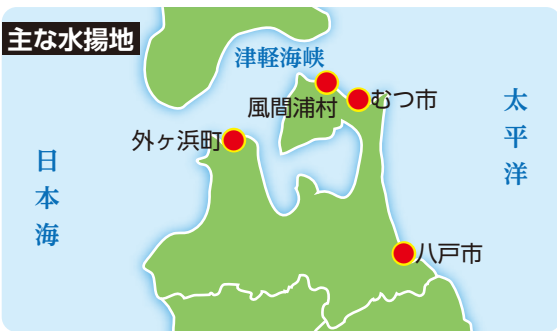 主な水揚地
津軽海峡
風間浦村
むつ市
外ヶ浜町
太平洋
日本海
八戸市